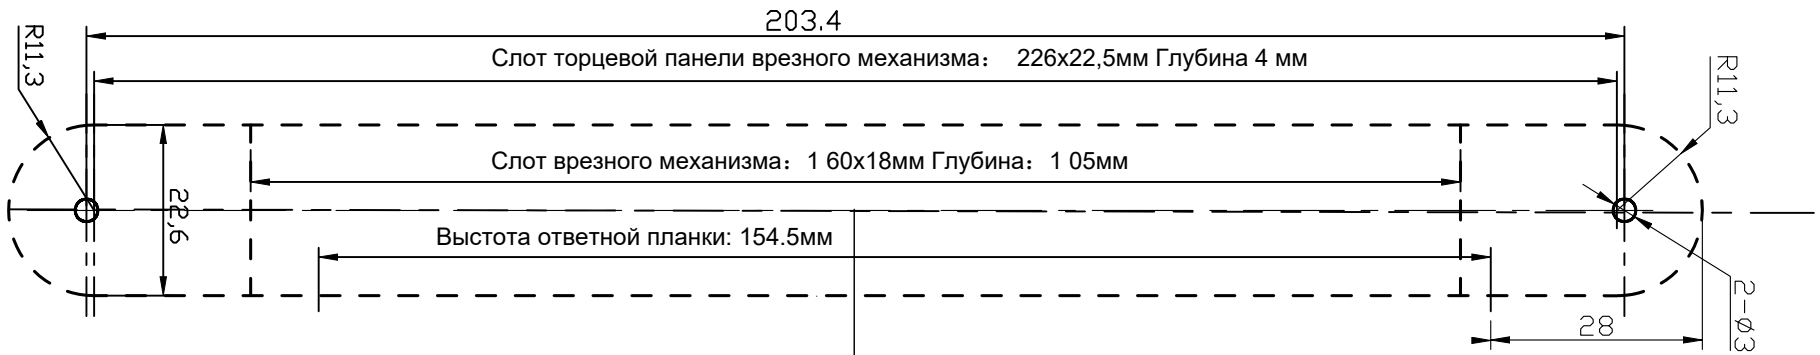 203.4
R11,3
Слот торцевой панели врезного механизма： 226x22,5мм Глубина 4 мм
R11,3
Слот врезного механизма：1 60x18мм Глубина：1 05мм
22,6
Выстота ответной планки: 154.5мм
28
2-ø3